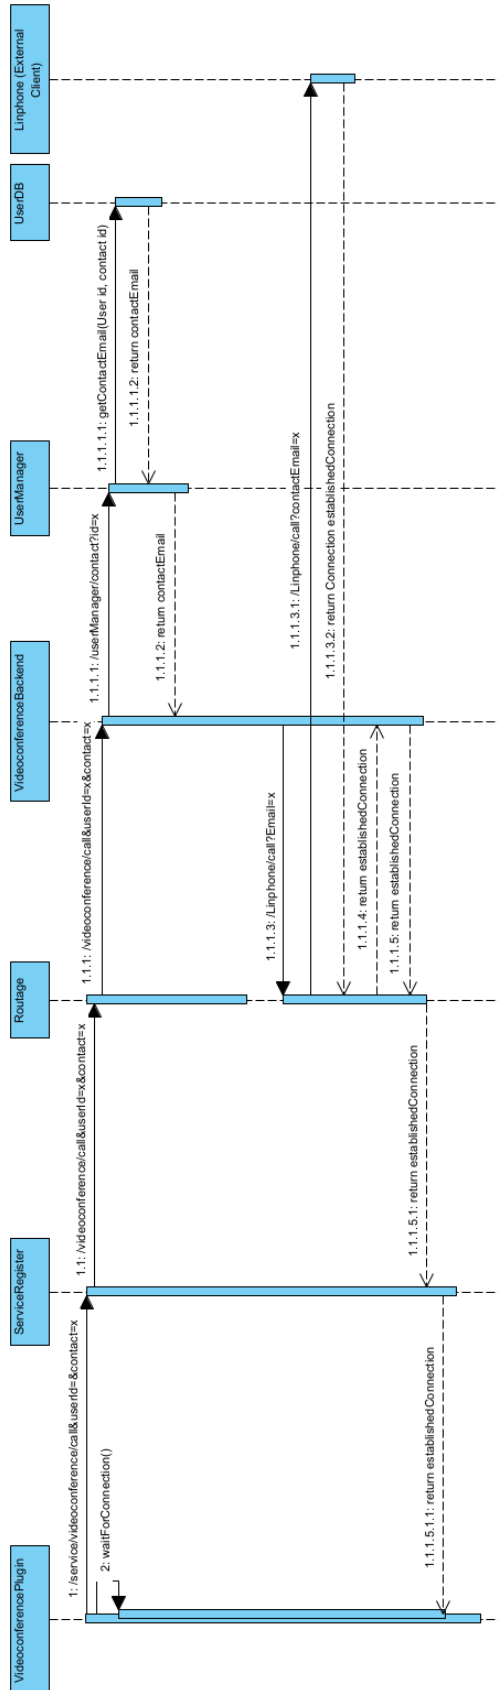 VideoconferencePlugin
ServiceRegister
Routage
VideoconferenceBackend
UserManager
UserDB
Linphone (External
Client)
1: /service/videoconference/call&userId=&contact=x
2: waitForConnection()
1.1: /videoconference/call&userId=x&contact=x
1.1.1: /videoconference/call&userId=x&contact=x
1.1.1.1: /userManager/contact?id=x
1.1.1.1.1: getContactEmail(User id, contact id)
1.1.1.1.2: return contactEmail
1.1.1.2: return contactEmail
1.1.1.3: /Linphone/call?Email=x
1.1.1.3.1: /Linphone/call?contactEmail=x
1.1.1.3.2: return Connection establishedConnection
1.1.1.4: return establishedConnection
1.1.1.5: return establishedConnection
1.1.1.5.1: return establishedConnection
1.1.1.5.1.1: return establishedConnection